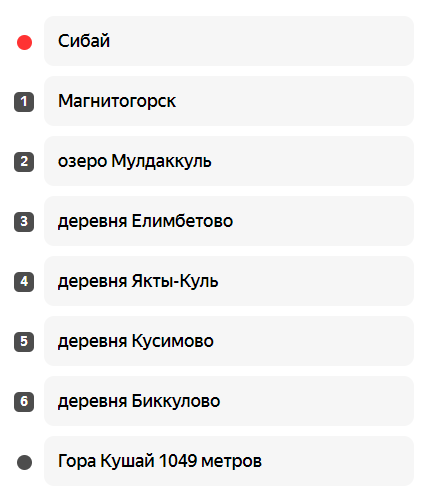 Сибай
1 Магнитогорск
2 озеро Мулдаккуль
3 деревня Елимбетово
4 деревня Якты-Куль
5 деревня Кусимово
6 деревня Биккулово
Гора Кушай 1049 метров